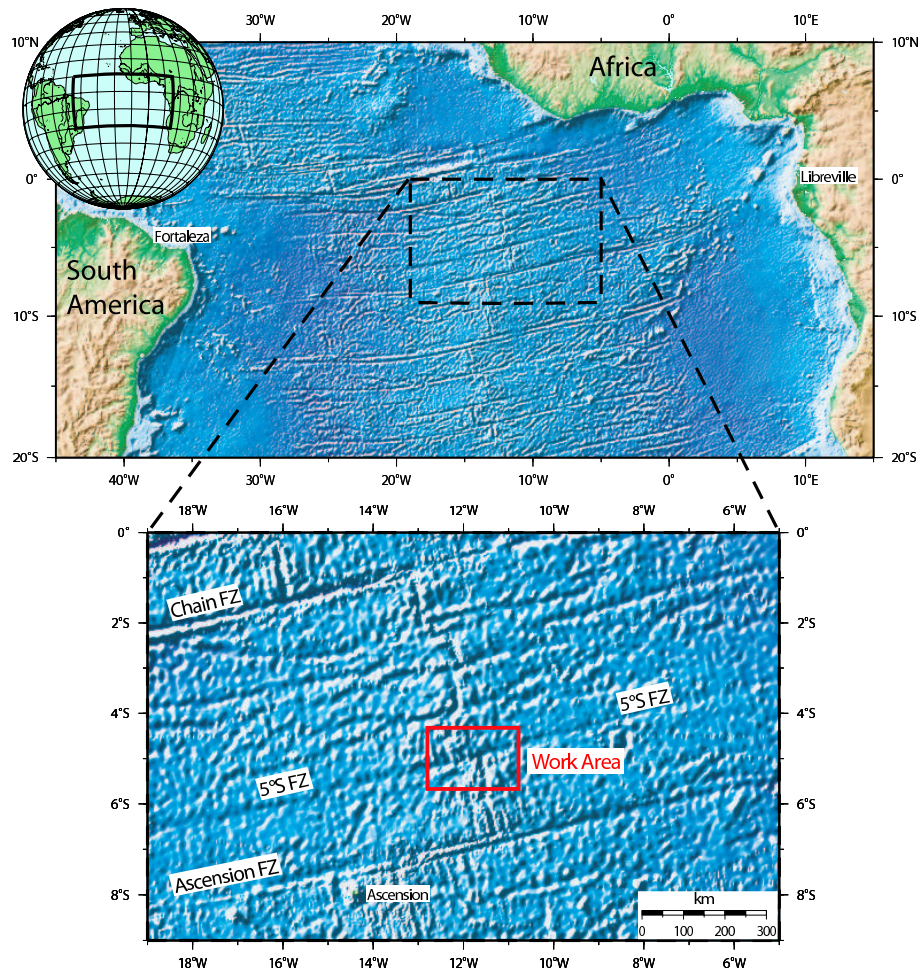 30°W 20°W 10°W 0° 10°E
10°N 10°N
Africa
0° 0°
Libreville
Fortaleza
South
America
10°S 10°S
20°S 20°S
40°W 30°W 20°W 10°W 0° 10°E
18°W 16°W 14°W 12°W 10°W 8°W 6°W
0° 0°
Chain FZ
2°S 2°S
5°S FZ
4°S 4°S
Work Area
5°S FZ
6°S 6°S
Ascension FZ
8°S 8°S
Ascension
km
0 100 200 300
18°W 16°W 14°W 12°W 10°W 8°W 6°W